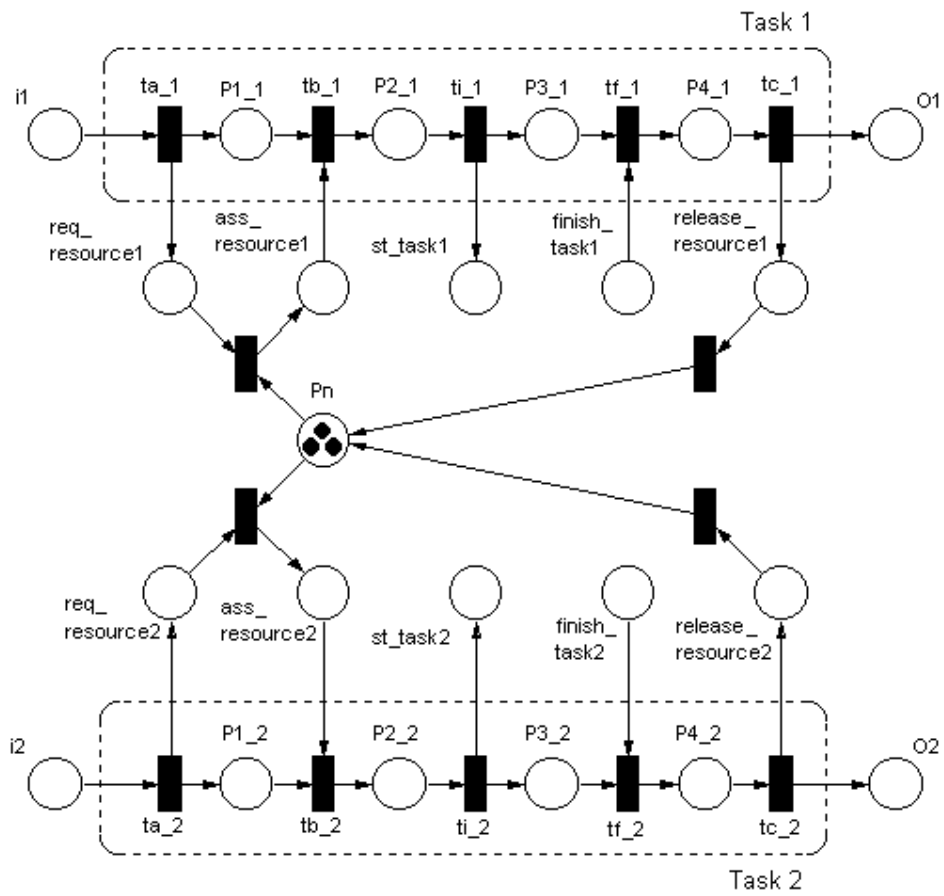 Task 1
i1
ta_1
P1_1
tb_1
P2_1
ti_1
P3_1
tf_1
P4_1
tc_1
O1
req_
resource1
ass_
resource1
st_task1
finish_
task1
release_
resource1
Pn
req_
resource2
ass_
resource2
st_task2
finish_
task2
release_
resource2
i2
P1_2
P2_2
P3_2
P4_2
O2
ta_2
tb_2
ti_2
tf_2
tc_2
Task 2